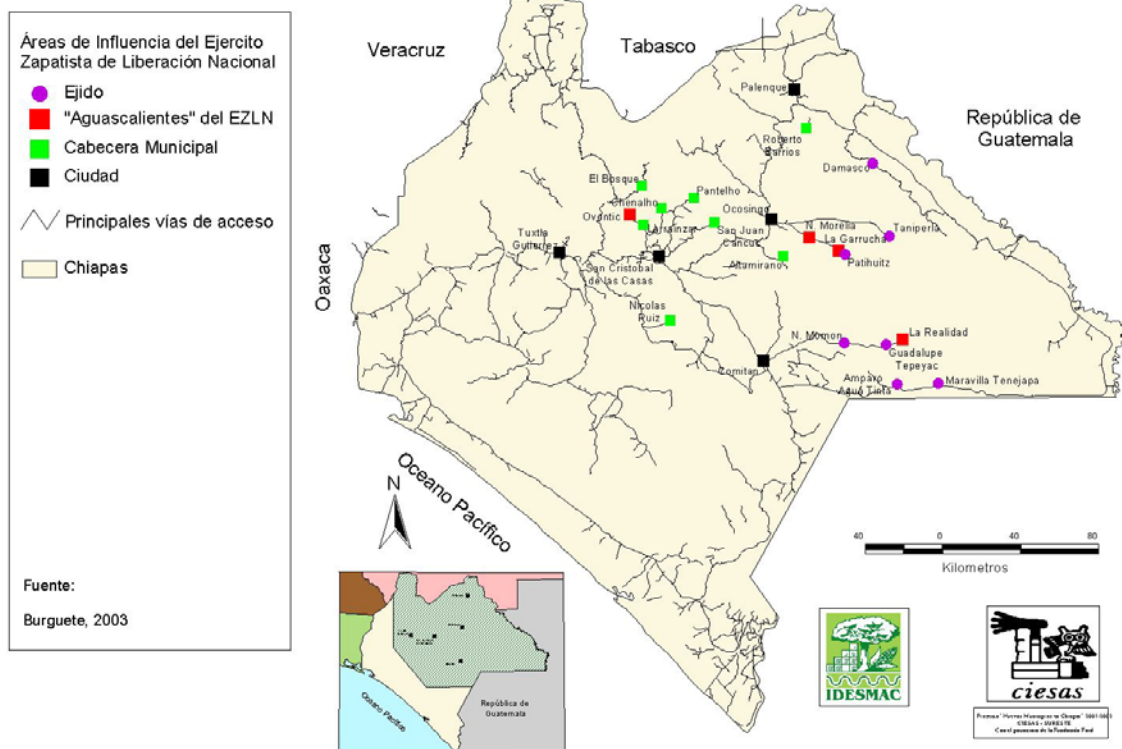 Áreas de Influencia del Ejercito
Zapatista de Liberación Nacional
Ejido
"Aguascalientes" del EZLN
Cabecera Municipal
Ciudad
Principales vías de acceso
Chiapas
Fuente:
Burguete, 2003
Veracruz
Tabasco
República de
Guatemala
Oaxaca
Oceano Pacífico
Palenque
Roberto
Barrios
Damasco
El Bosque
Pantelho
Chenalho
Ocosingo
Oventic
Larrainzar
San Juan
Cancuc
N. Morelia
Taniperla
La Garrucha
Patihuitz
Tuxtla
Gutierrez
Altamirano
San Cristobal
de las Casas
Nicolas
Ruiz
N. Momon
La Realidad
Guadalupe
Tepeyac
Comitan
Amparo
Agua Tinta
Maravilla Tenejapa
N
40 0 40 80
Kilometros
República de
Guatemala
Oceano Pacífico
IDESMAC
ciesas
CIESAS - SURESTE